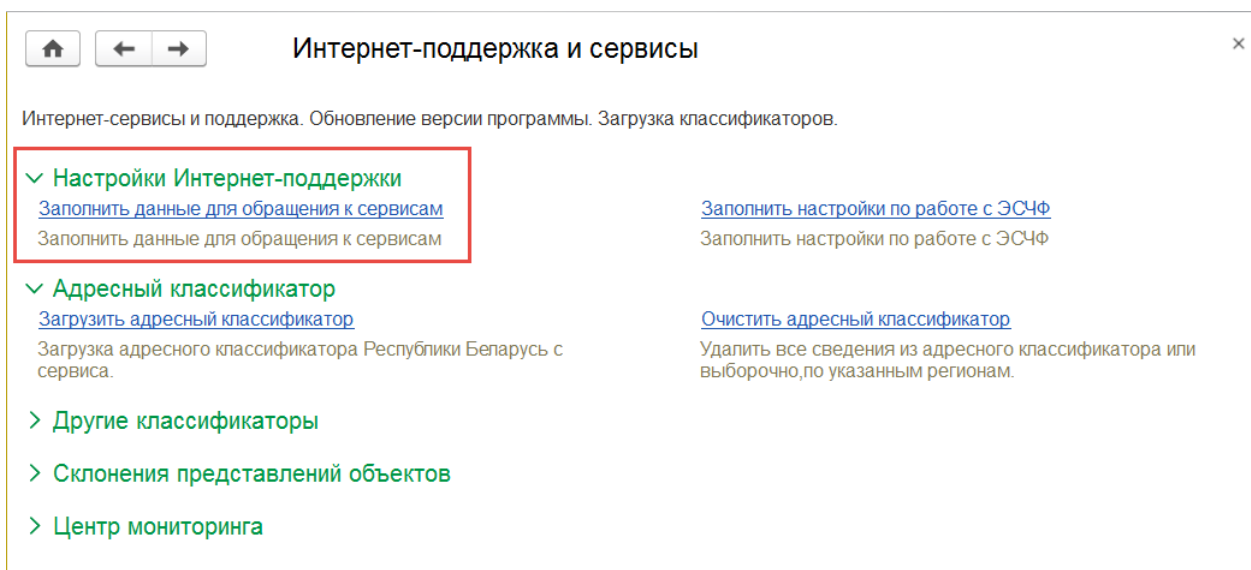 Интернет-поддержка и сервисы
Интернет-сервисы и поддержка. Обновление версии программы. Загрузка классификаторов.
Настройки Интернет-поддержки
Заполнить данные для обращения к сервисам
Заполнить настройки по работе с ЭСЧФ
Заполнить данные для обращения к сервисам
Заполнить настройки по работе с ЭСЧФ
Адресный классификатор
Загрузить адресный классификатор
Очистить адресный классификатор
Загрузка адресного классификатора Республики Беларусь с
сервиса.
Удалить все сведения из адресного классификатора или
выборочно,по указанным регионам.
Другие классификаторы
Склонения представлений объектов
Центр мониторинга